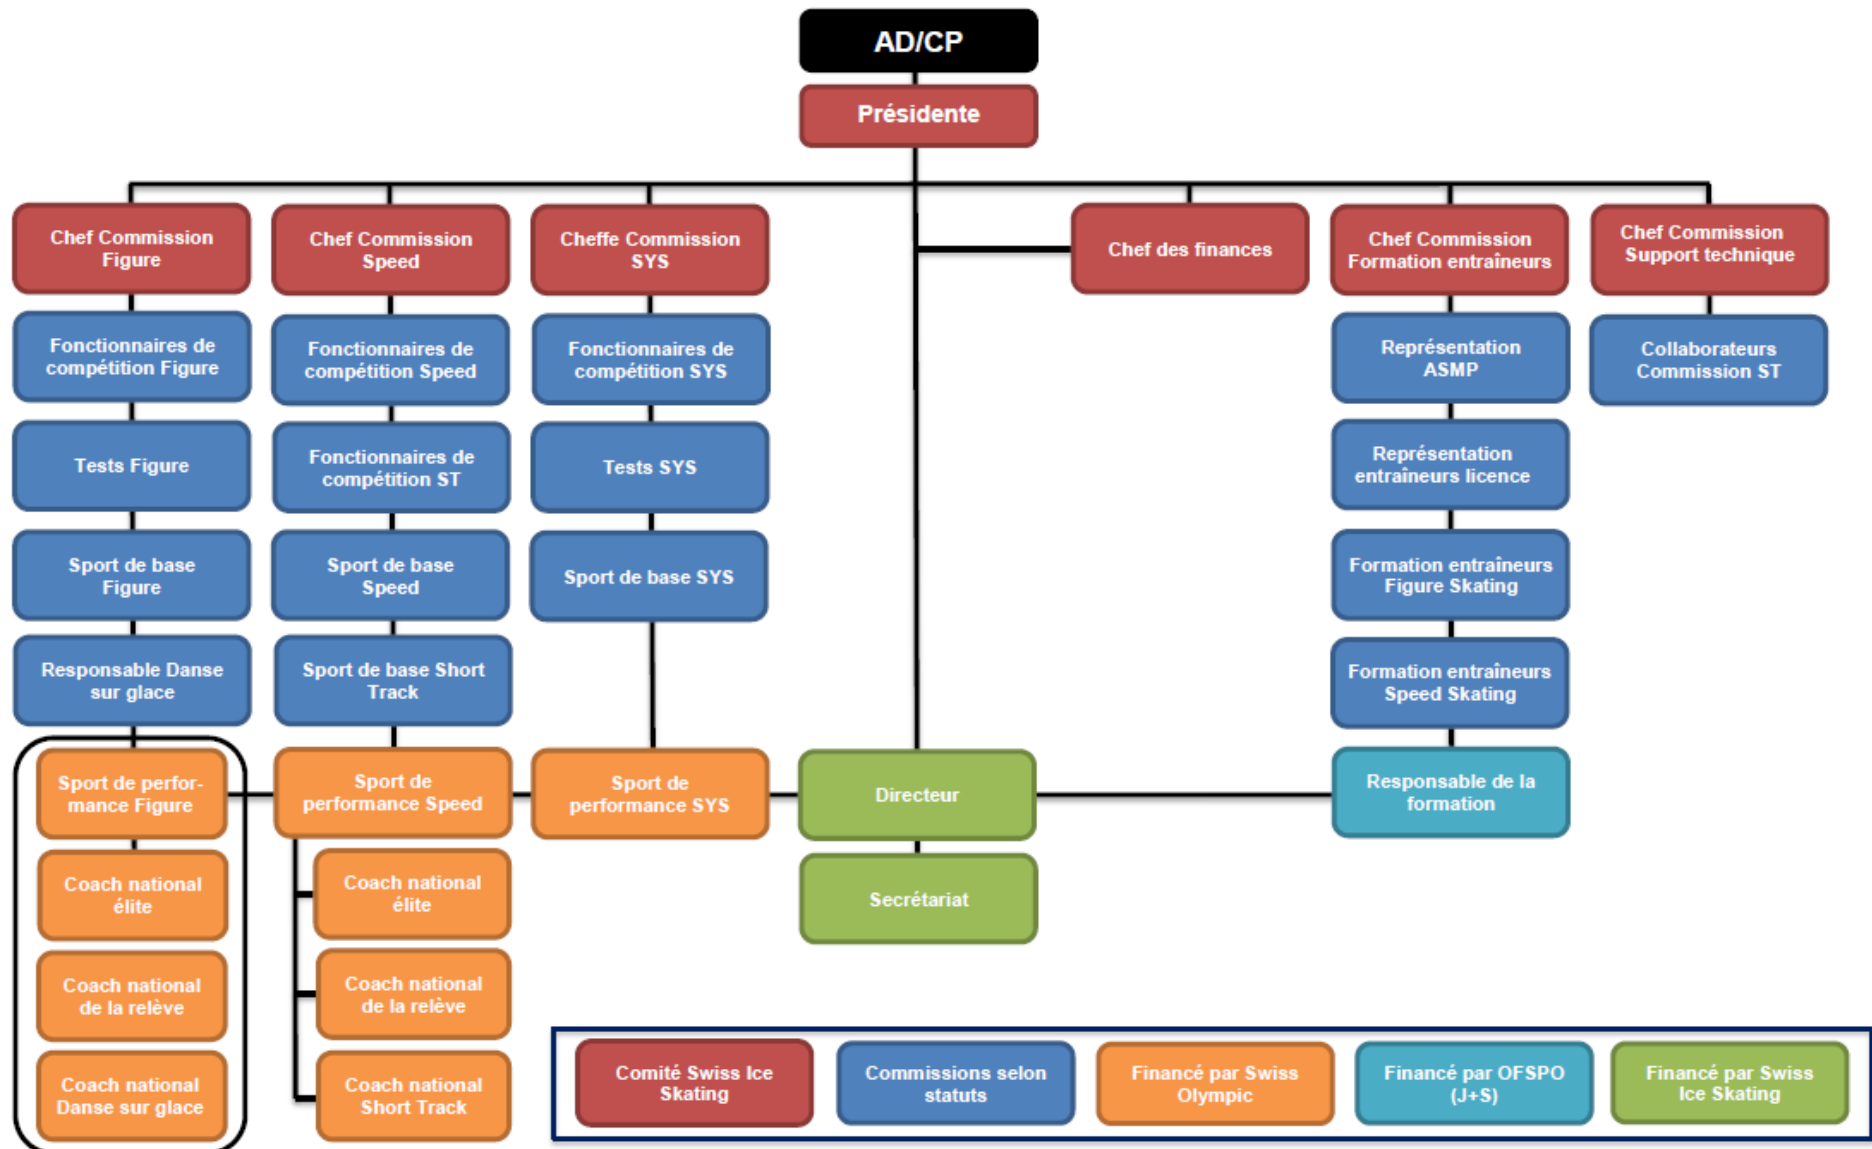 AD/CP
Présidente
Chef Commission
Figure
Chef Commission
Speed
Cheffe Commission
SYS
Chef des finances
Chef Commission
Formation entraîneurs
Chef Commission
Support technique
Fonctionnaires de
compétition Figure
Fonctionnaires de
compétition Speed
Fonctionnaires de
compétition SYS
Représentation
ASMP
Collaborateurs
Commission ST
Tests Figure
Fonctionnaires de
compétition ST
Tests SYS
Représentation
entraîneurs licence
Sport de base
Figure
Sport de base
Speed
Sport de base SYS
Formation entraîneurs
Figure Skating
Responsable Danse
sur glace
Sport de base Short
Track
Formation entraîneurs
Speed Skating
Sport de perfor-
mance Figure
Sport de
performance Speed
Sport de
performance SYS
Directeur
Responsable de la
formation
Coach national
élite
Coach national
élite
Secrétariat
Coach national
de la relève
Coach national
de la relève
Coach national
Danse sur glace
Coach national
Short Track
Comité Swiss Ice
Skating
Commissions selon
statuts
Financé par Swiss
Olympic
Financé par OFSPO
(J+S)
Financé par Swiss
Ice Skating